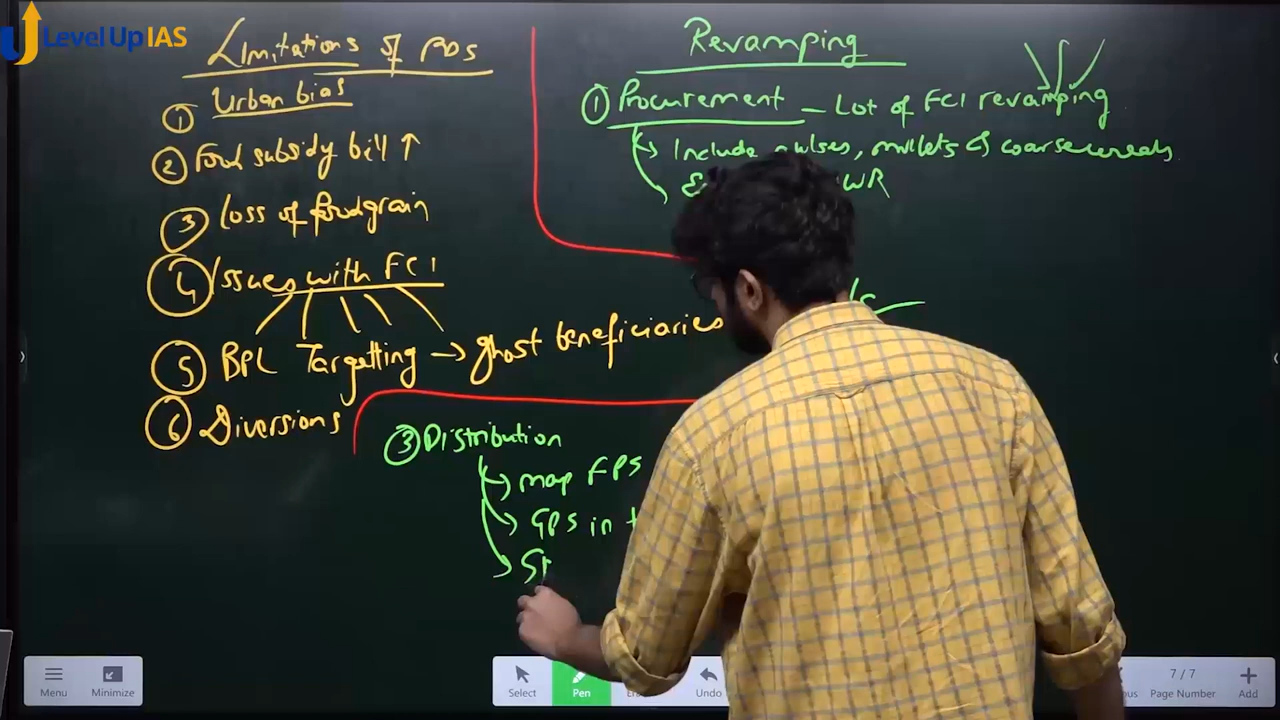 Level Up IAS
Limitations of PDS
① Urban bias
② Food subsidy bill ↑
③ Loss of foodgrain
④ Issues with FCI
⑤ BPL Targetting → ghost beneficiaries
⑥ Diversions
Revamping
① Procurement - Lot of FCI revamping
Include pulses, millets & coarse cereals
WR
③ Distribution
→ map FPS
→ GPS in
Menu
Minimize
Select
Pen
Undo
7 / 7
Page Number
Add